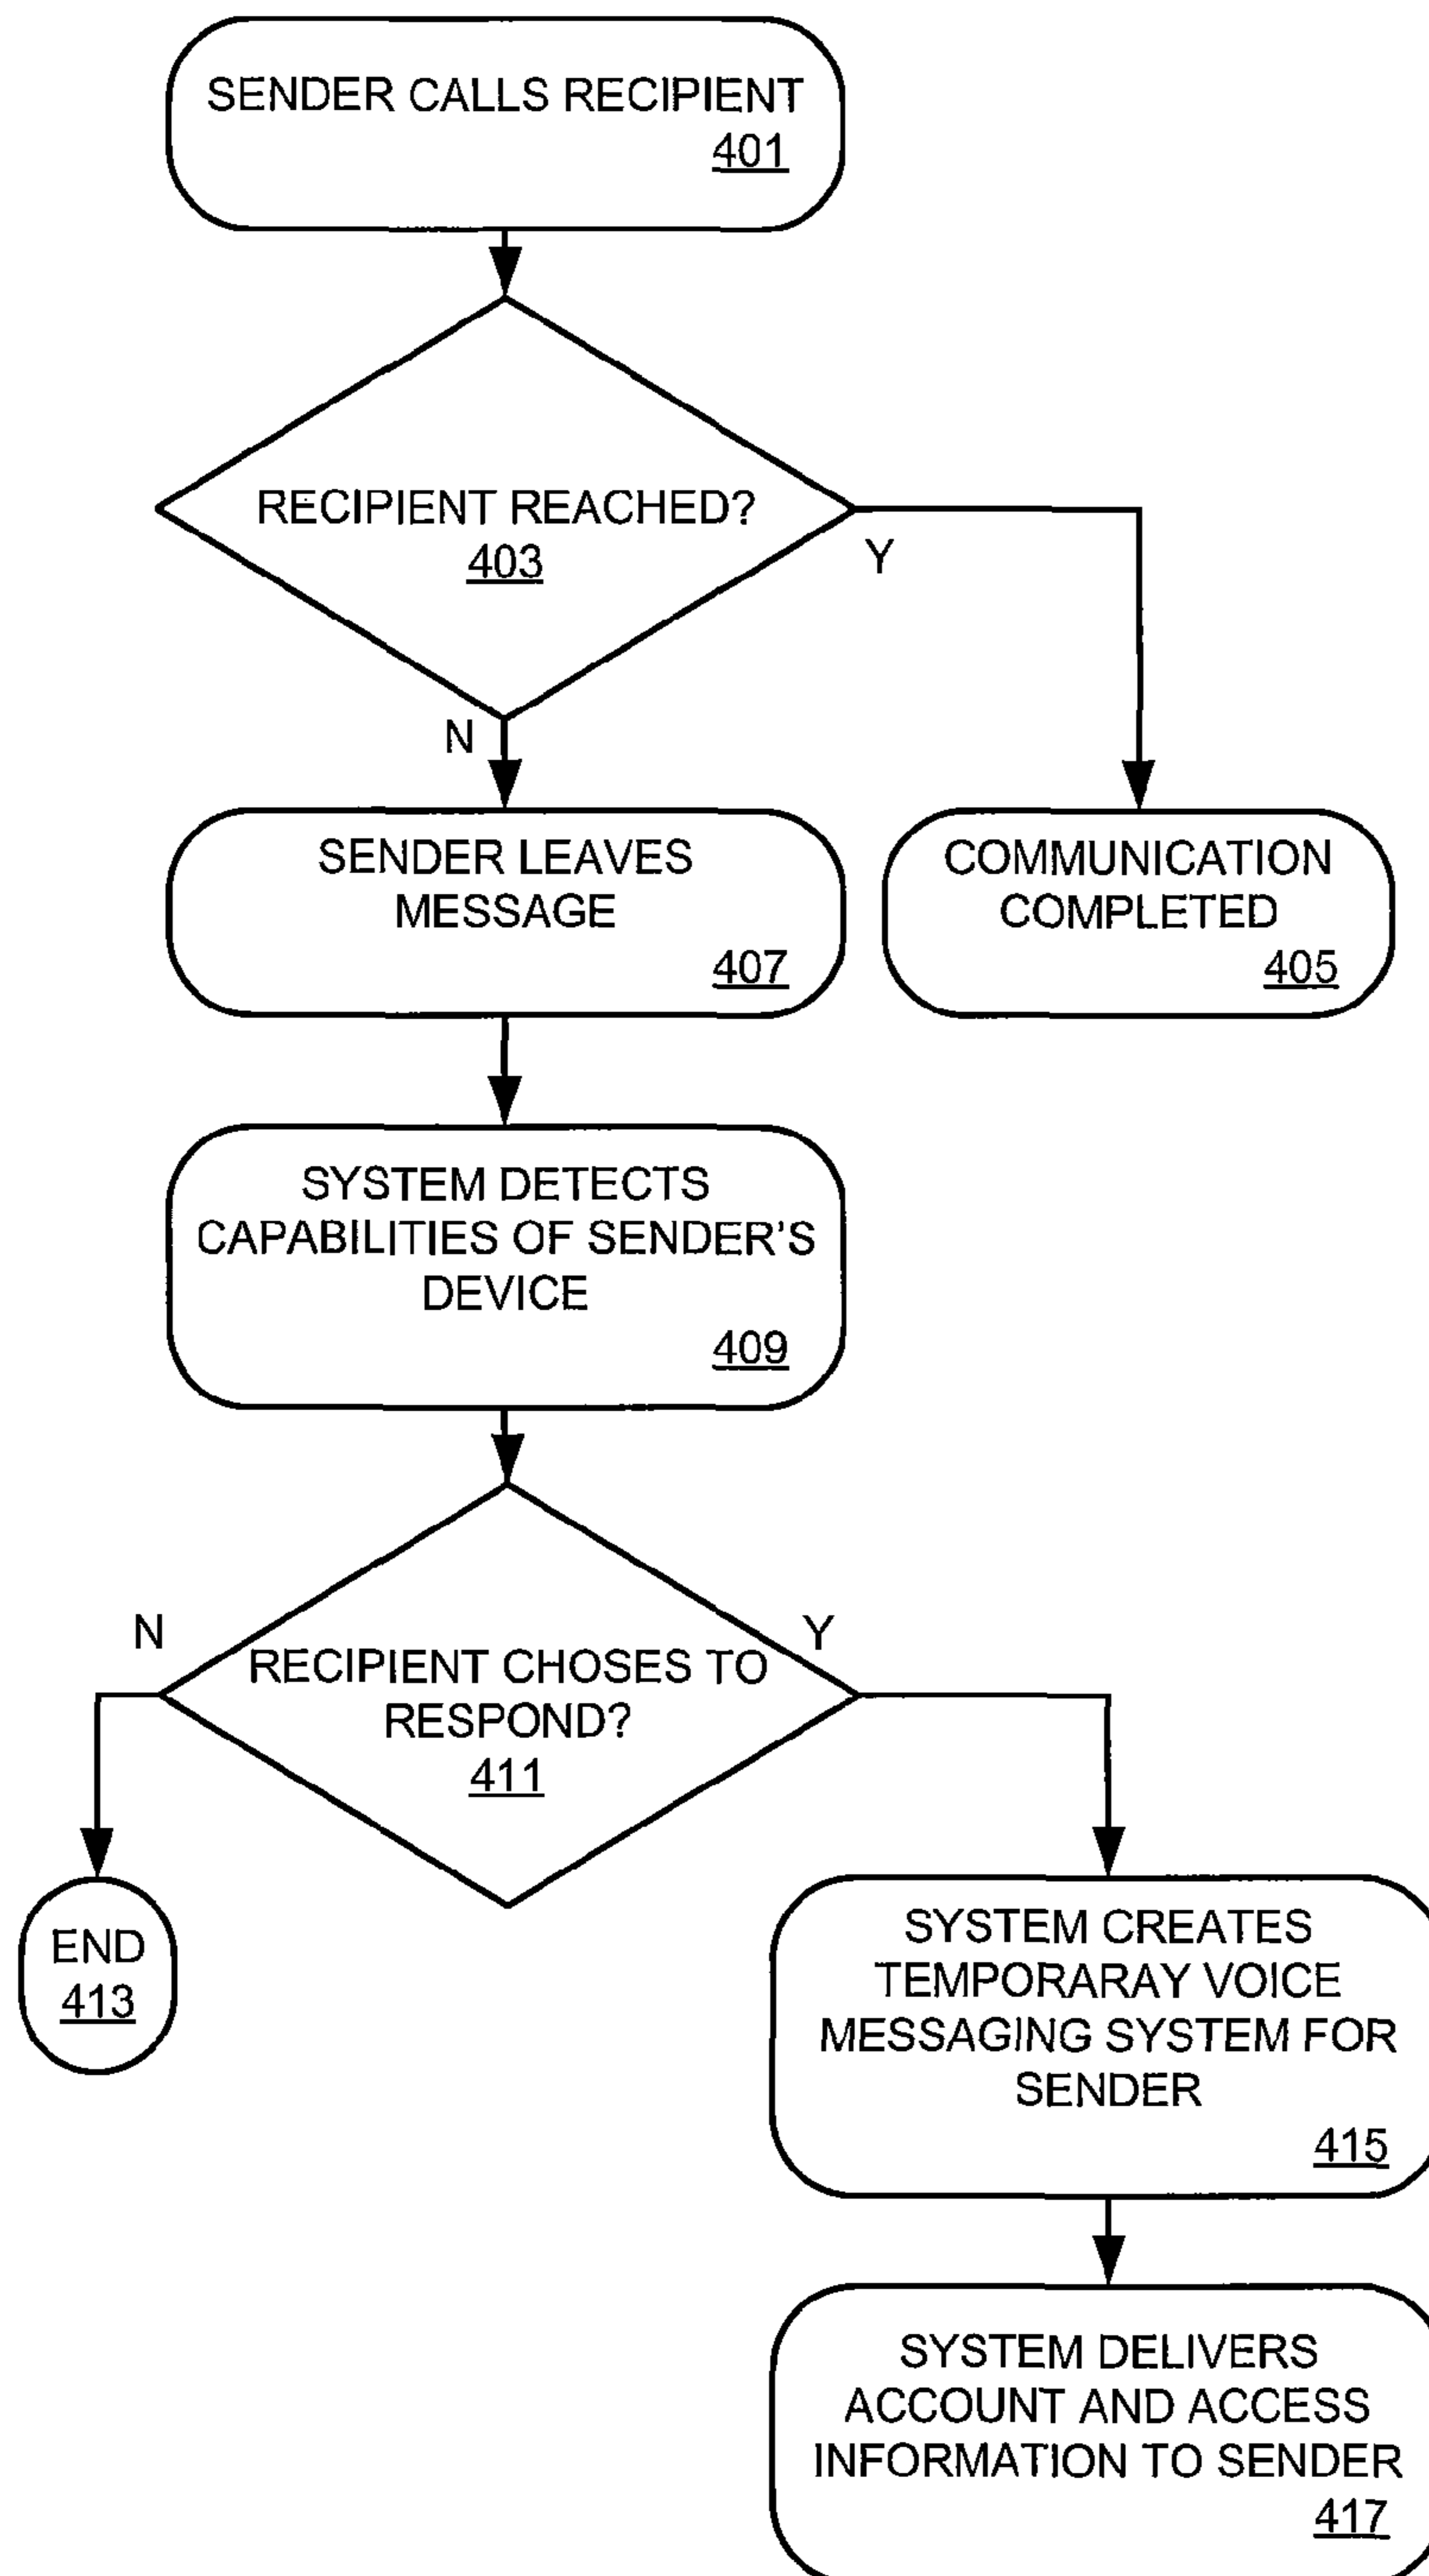 SENDER CALLS RECIPIENT
401
RECIPIENT REACHED?
403
Y
N
SENDER LEAVES
MESSAGE
407
COMMUNICATION
COMPLETED
405
SYSTEM DETECTS
CAPABILITIES OF SENDER'S
DEVICE
409
N
Y
RECIPIENT CHOSES TO
RESPOND?
411
END
413
SYSTEM CREATES
TEMPORARAY VOICE
MESSAGING SYSTEM FOR
SENDER
415
SYSTEM DELIVERS
ACCOUNT AND ACCESS
INFORMATION TO SENDER
417